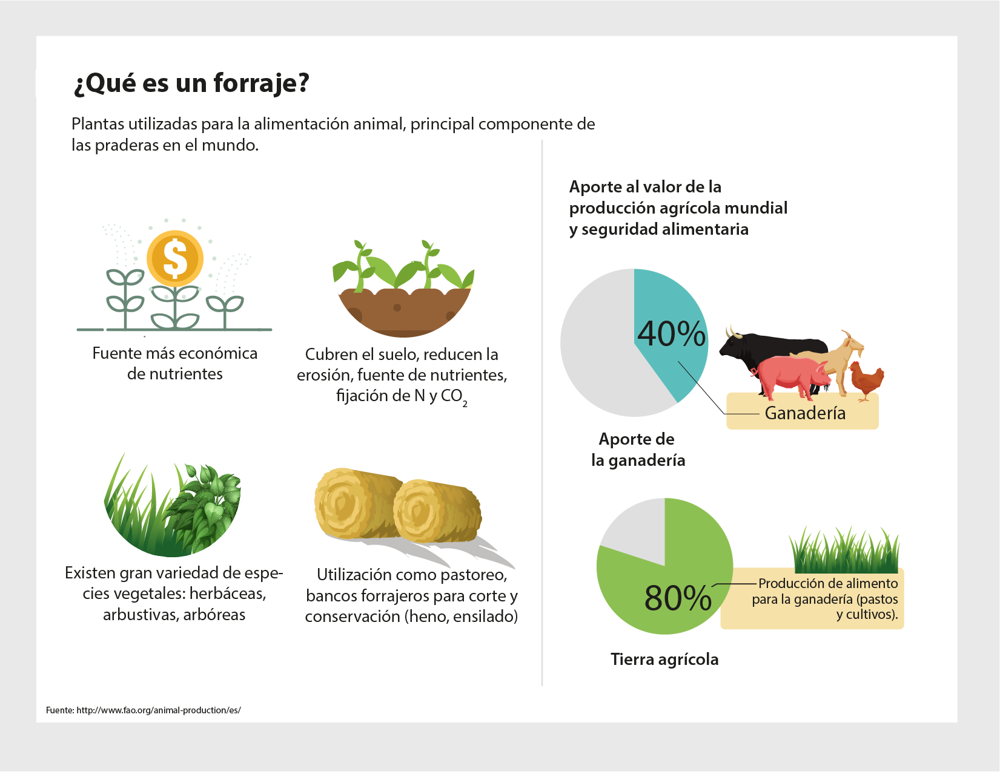 ¿Qué es un forraje?
Plantas utilizadas para la alimentación animal, principal componente de
las praderas en el mundo.
$
Fuente más económica
de nutrientes
Cubren el suelo, reducen la
erosión, fuente de nutrientes,
fijación de N y CO₂
Existen gran variedad de espe-
cies vegetales: herbáceas,
arbustivas, arbóreas
Utilización como pastoreo,
bancos forrajeros para corte y
conservación (heno, ensilado)
Aporte al valor de la
producción agrícola mundial
y seguridad alimentaria
40%
Ganadería
Aporte de
la ganadería
80%
Producción de alimento
para la ganadería (pastos
y cultivos).
Tierra agrícola
Fuente: http://www.fao.org/animal-production/es/